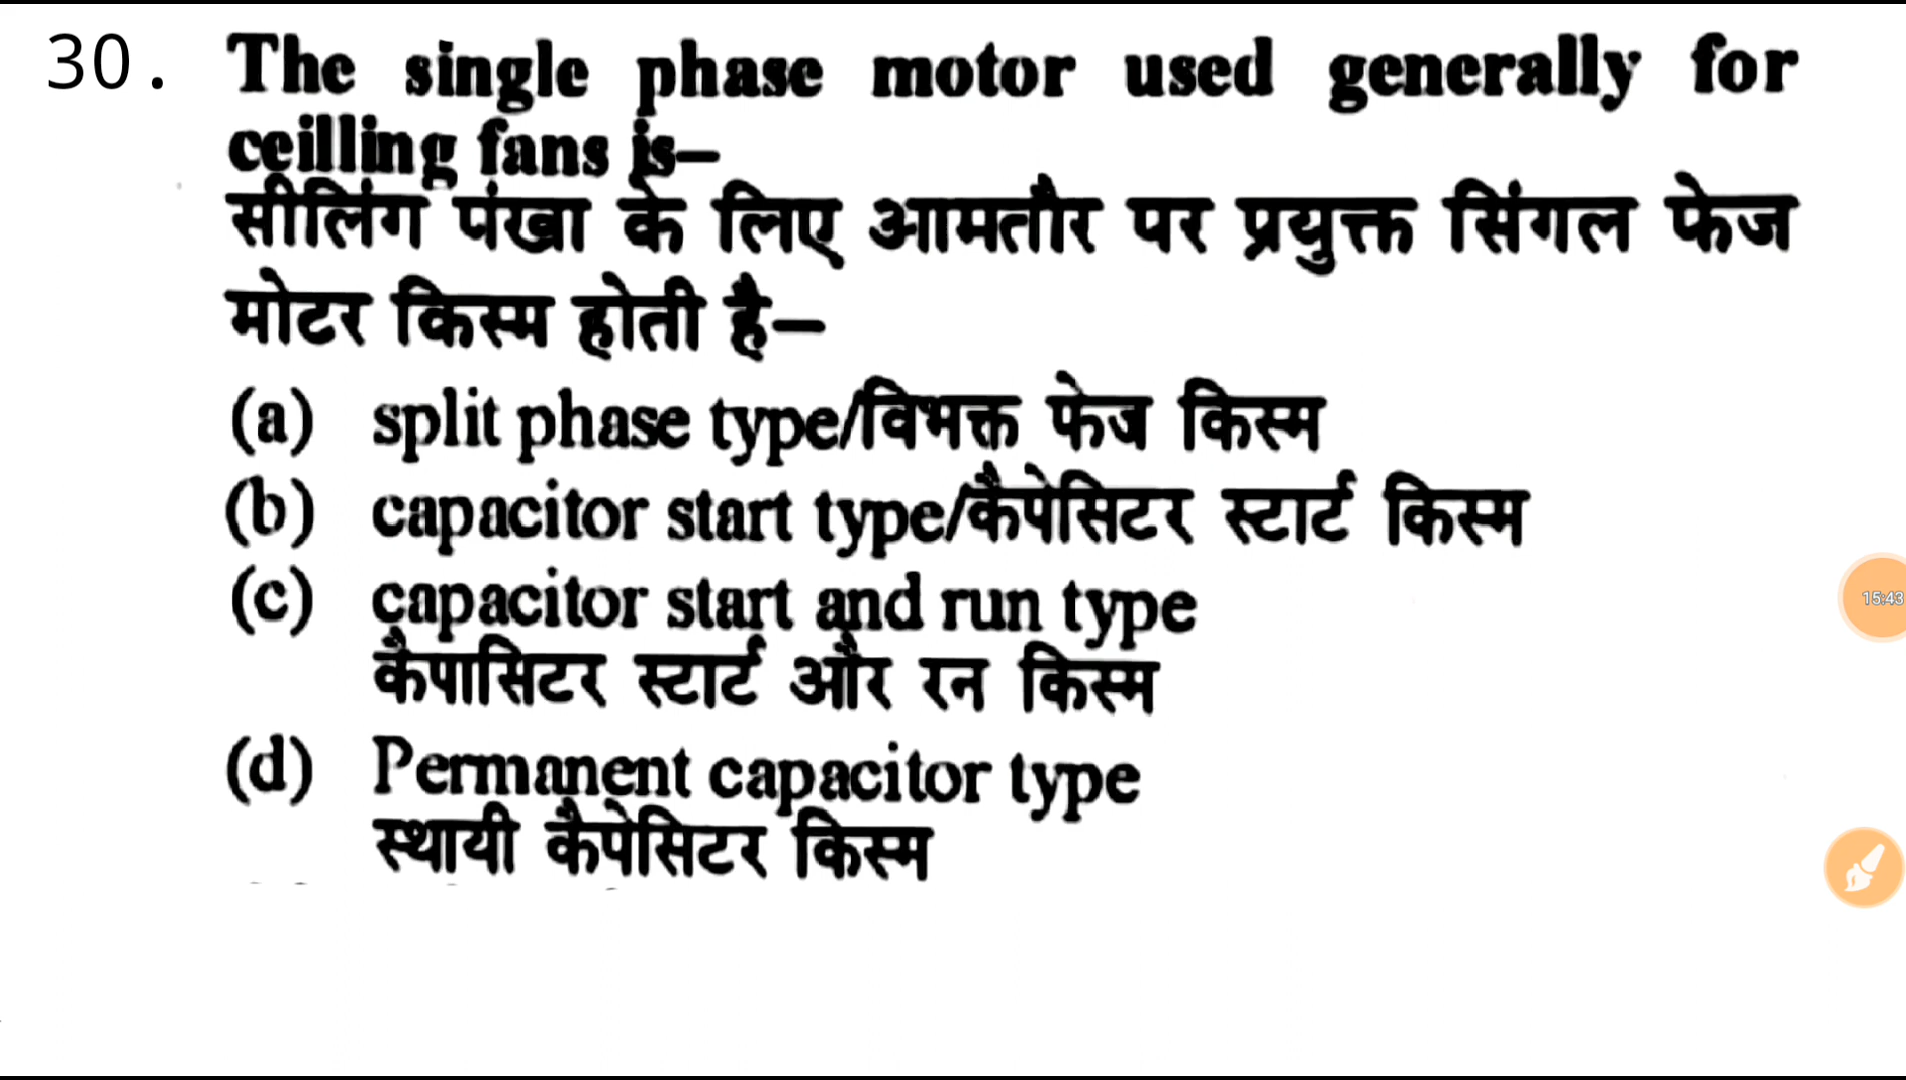 30. The single phase motor used generally for
ceilling fans is–
सीलिंग पंखा के लिए आमतौर पर प्रयुक्त सिंगल फेज
मोटर किस्म होती है–
(a) split phase type/विभक्त फेज किस्म
(b) capacitor start type/कैपेसिटर स्टार्ट किस्म
(c) capacitor start and run type
कैपासिटर स्टार्ट और रन किस्म
(d) Permanent capacitor type
स्थायी कैपेसिटर किस्म
15:43